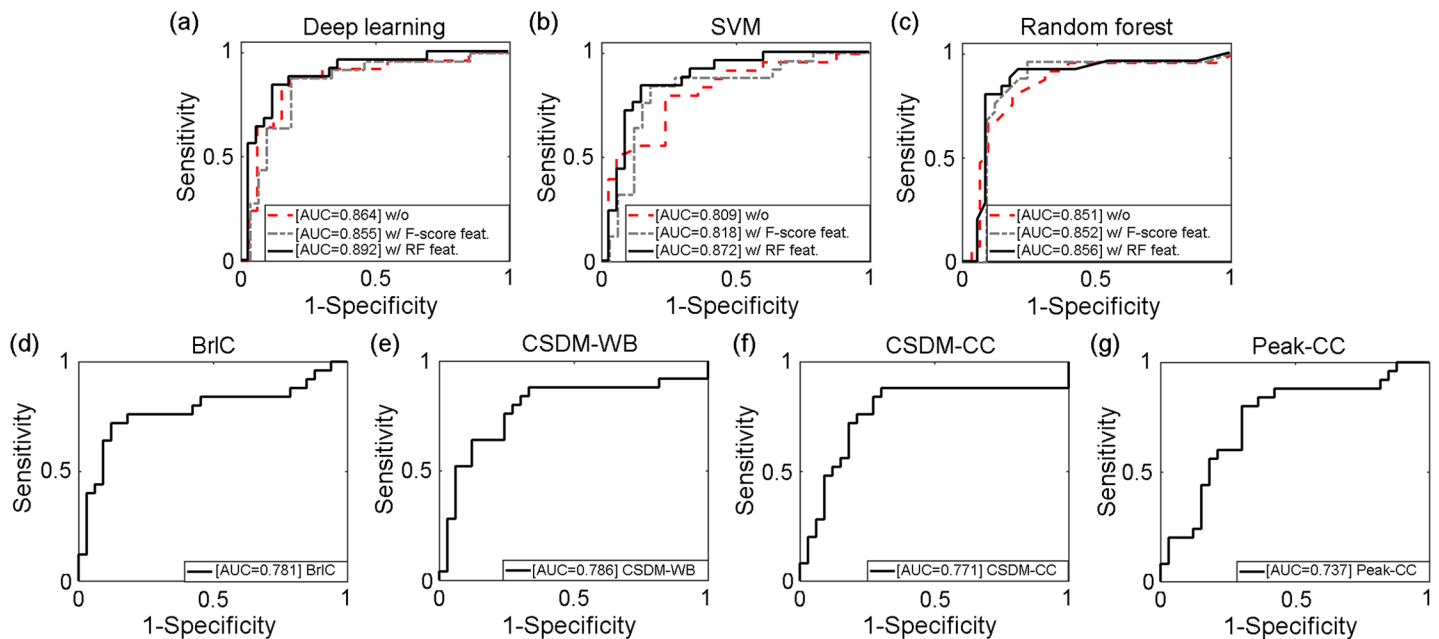 (a) Deep learning
1
0.5
0
Sensitivity
[AUC=0.864] w/o
[AUC=0.855] w/ F-score feat.
[AUC=0.892] w/ RF feat.
0 0.5 1
1-Specificity
(b) SVM
1
0.5
0
Sensitivity
[AUC=0.809] w/o
[AUC=0.818] w/ F-score feat.
[AUC=0.872] w/ RF feat.
0 0.5 1
1-Specificity
(c) Random forest
1
0.5
0
Sensitivity
[AUC=0.851] w/o
[AUC=0.852] w/ F-score feat.
[AUC=0.856] w/ RF feat.
0 0.5 1
1-Specificity
(d) BrIC
1
0.5
0
Sensitivity
[AUC=0.781] BrIC
0 0.5 1
1-Specificity
(e) CSDM-WB
1
0.5
0
Sensitivity
[AUC=0.786] CSDM-WB
0 0.5 1
1-Specificity
(f) CSDM-CC
1
0.5
0
Sensitivity
[AUC=0.771] CSDM-CC
0 0.5 1
1-Specificity
(g) Peak-CC
1
0.5
0
Sensitivity
[AUC=0.737] Peak-CC
0 0.5 1
1-Specificity